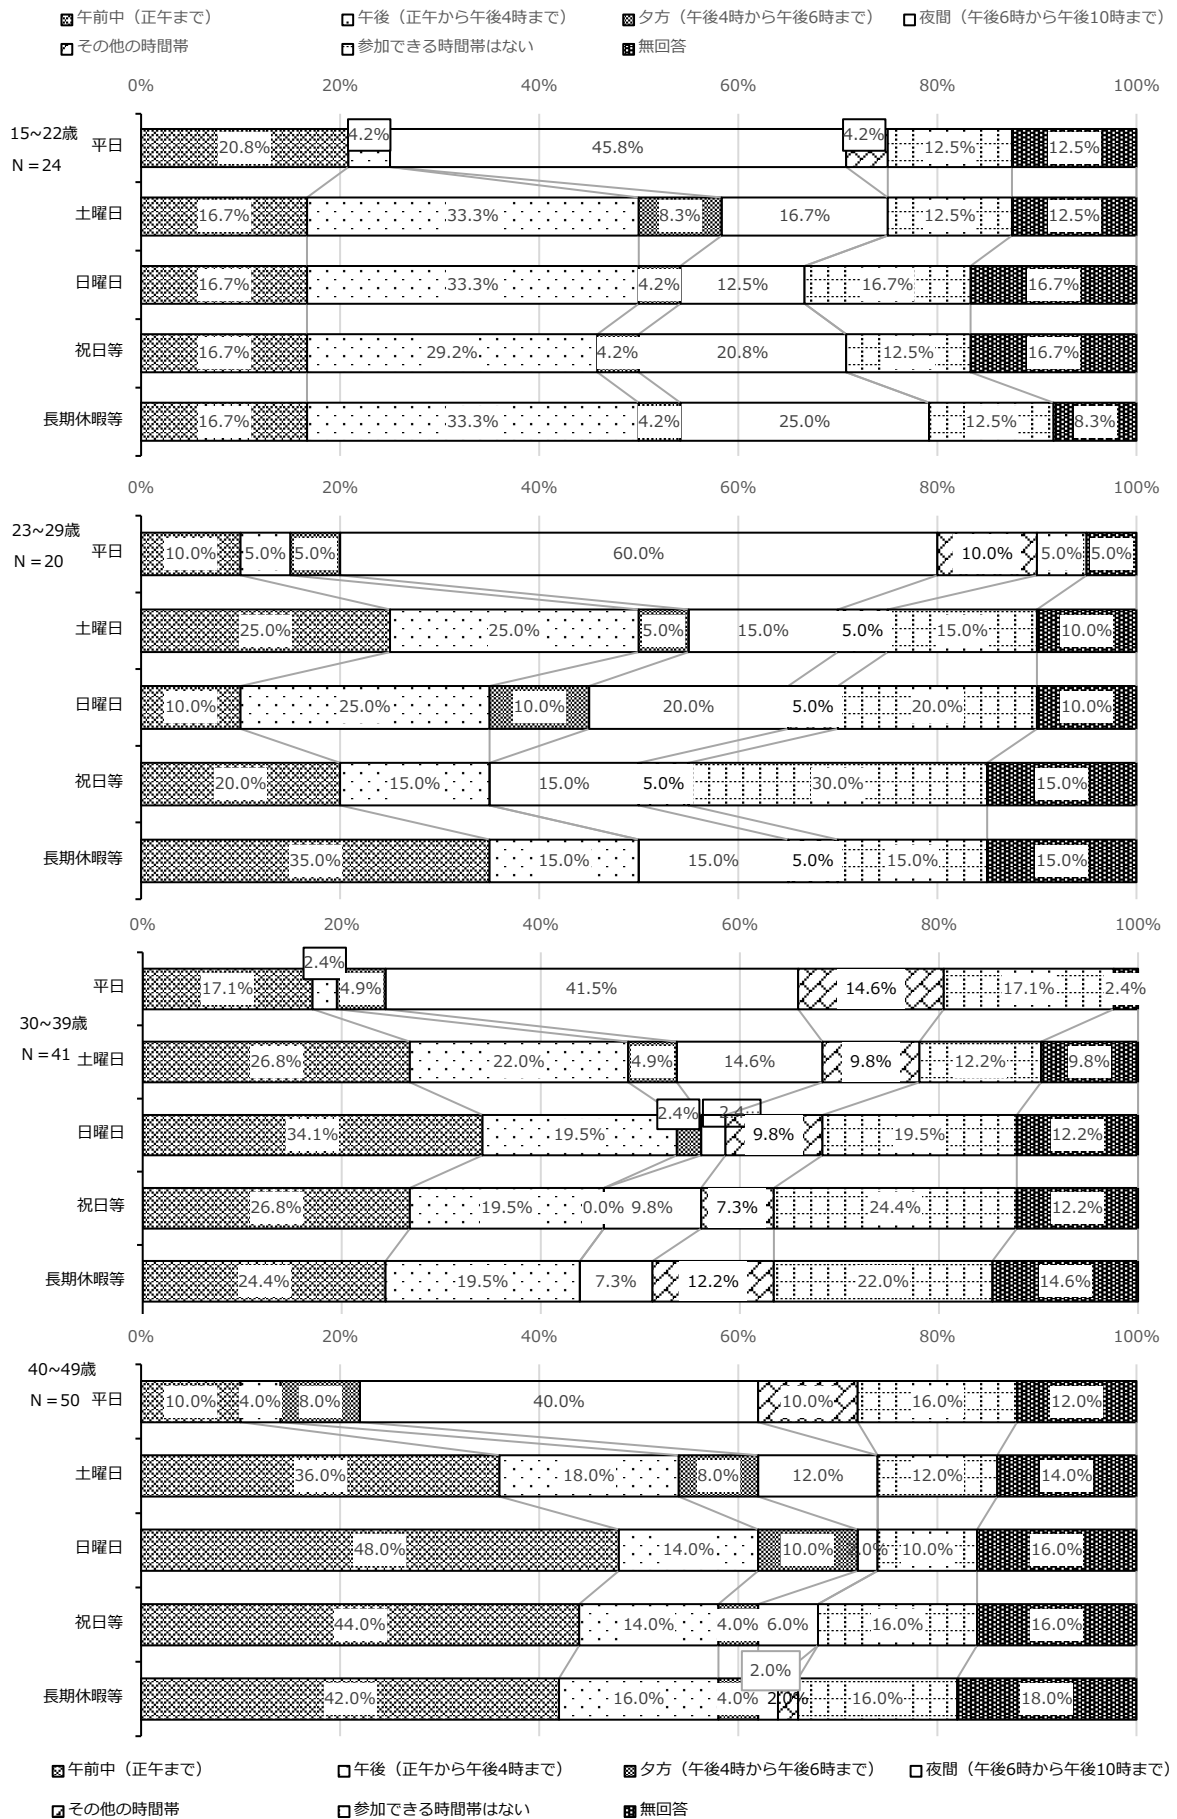 午前中（正午まで） 午後（正午から午後4時まで） 夕方（午後4時から午後6時まで） 夜間（午後6時から午後10時まで）
その他の時間帯 参加できる時間帯はない 無回答
0% 20% 40% 60% 80% 100%
15~22歳
N＝24
平日 20.8% 4.2% 45.8% 4.2% 12.5% 12.5%
土曜日 16.7% 33.3% 8.3% 16.7% 12.5% 12.5%
日曜日 16.7% 33.3% 4.2% 12.5% 16.7% 16.7%
祝日等 16.7% 29.2% 4.2% 20.8% 12.5% 16.7%
長期休暇等 16.7% 33.3% 4.2% 25.0% 12.5% 8.3%
0% 20% 40% 60% 80% 100%
23~29歳
N＝20
平日 10.0% 5.0% 5.0% 60.0% 10.0% 5.0% 5.0%
土曜日 25.0% 25.0% 5.0% 15.0% 5.0% 15.0% 10.0%
日曜日 10.0% 25.0% 10.0% 20.0% 5.0% 20.0% 10.0%
祝日等 20.0% 15.0% 15.0% 5.0% 30.0% 15.0%
長期休暇等 35.0% 15.0% 15.0% 5.0% 15.0% 15.0%
0% 20% 40% 60% 80% 100%
平日 17.1% 2.4% 4.9% 41.5% 14.6% 17.1% 2.4%
30~39歳
N＝41
土曜日 26.8% 22.0% 4.9% 14.6% 9.8% 12.2% 9.8%
日曜日 34.1% 19.5% 2.4% 2.4 9.8% 19.5% 12.2%
祝日等 26.8% 19.5% 0.0% 9.8% 7.3% 24.4% 12.2%
長期休暇等 24.4% 19.5% 7.3% 12.2% 22.0% 14.6%
0% 20% 40% 60% 80% 100%
40~49歳
N＝50
平日 10.0% 4.0% 8.0% 40.0% 10.0% 16.0% 12.0%
土曜日 36.0% 18.0% 8.0% 12.0% 12.0% 14.0%
日曜日 48.0% 14.0% 10.0% 0% 10.0% 16.0%
祝日等 44.0% 14.0% 4.0% 6.0% 16.0% 16.0%
2.0%
長期休暇等 42.0% 16.0% 4.0% 2.0% 16.0% 18.0%
午前中（正午まで） 午後（正午から午後4時まで） 夕方（午後4時から午後6時まで） 夜間（午後6時から午後10時まで）
その他の時間帯 参加できる時間帯はない 無回答